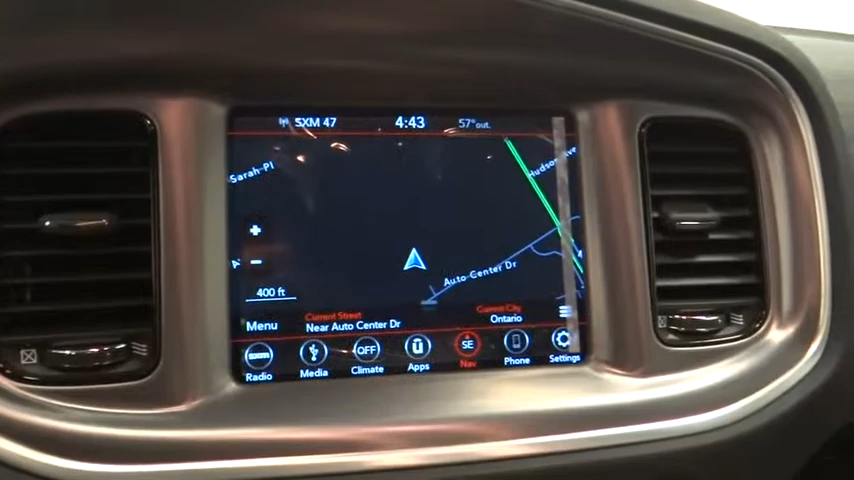 SXM 47 4:43 57° out.
Sarah Pl
Hudson Ave
+
-
Auto Center Dr
400 ft
Current Street
Current City
Menu
Near Auto Center Dr
Ontario
SXM
OFF
SE
Radio
Media
Climate
Apps
Nav
Phone
Settings